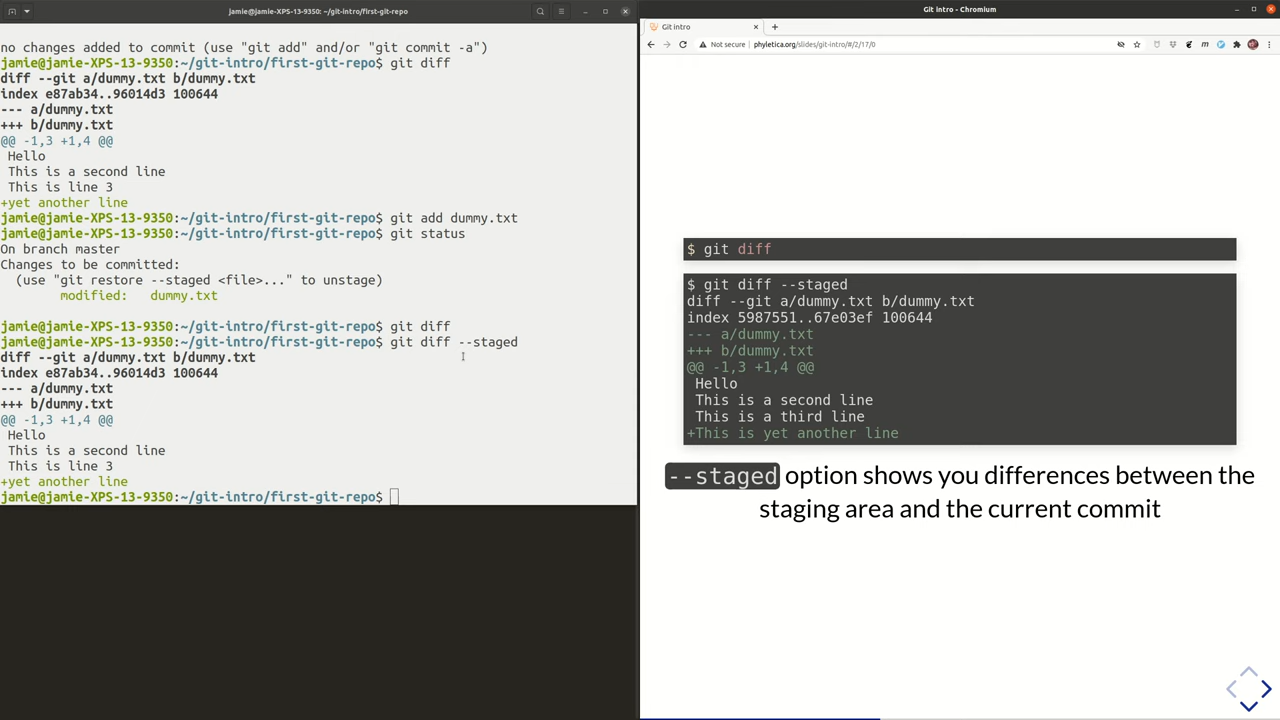 jamie@jamie-XPS-13-9350: ~/git-intro/first-git-repo
no changes added to commit (use "git add" and/or "git commit -a")
jamie@jamie-XPS-13-9350:~/git-intro/first-git-repo$ git diff
diff --git a/dummy.txt b/dummy.txt
index e87ab34..96014d3 100644
--- a/dummy.txt
+++ b/dummy.txt
@@ -1,3 +1,4 @@
 Hello
 This is a second line
 This is line 3
+yet another line
jamie@jamie-XPS-13-9350:~/git-intro/first-git-repo$ git add dummy.txt
jamie@jamie-XPS-13-9350:~/git-intro/first-git-repo$ git status
On branch master
Changes to be committed:
  (use "git restore --staged <file>..." to unstage)
        modified:   dummy.txt
jamie@jamie-XPS-13-9350:~/git-intro/first-git-repo$ git diff
jamie@jamie-XPS-13-9350:~/git-intro/first-git-repo$ git diff --staged
diff --git a/dummy.txt b/dummy.txt
index e87ab34..96014d3 100644
--- a/dummy.txt
+++ b/dummy.txt
@@ -1,3 +1,4 @@
 Hello
 This is a second line
 This is line 3
+yet another line
jamie@jamie-XPS-13-9350:~/git-intro/first-git-repo$
Git intro - Chromium
Git intro
Not secure | phyletica.org/slides/git-intro/#/2/17/0
$ git diff
$ git diff --staged
diff --git a/dummy.txt b/dummy.txt
index 5987551..67e03ef 100644
--- a/dummy.txt
+++ b/dummy.txt
@@ -1,3 +1,4 @@
 Hello
 This is a second line
 This is a third line
+This is yet another line
--staged option shows you differences between the
staging area and the current commit